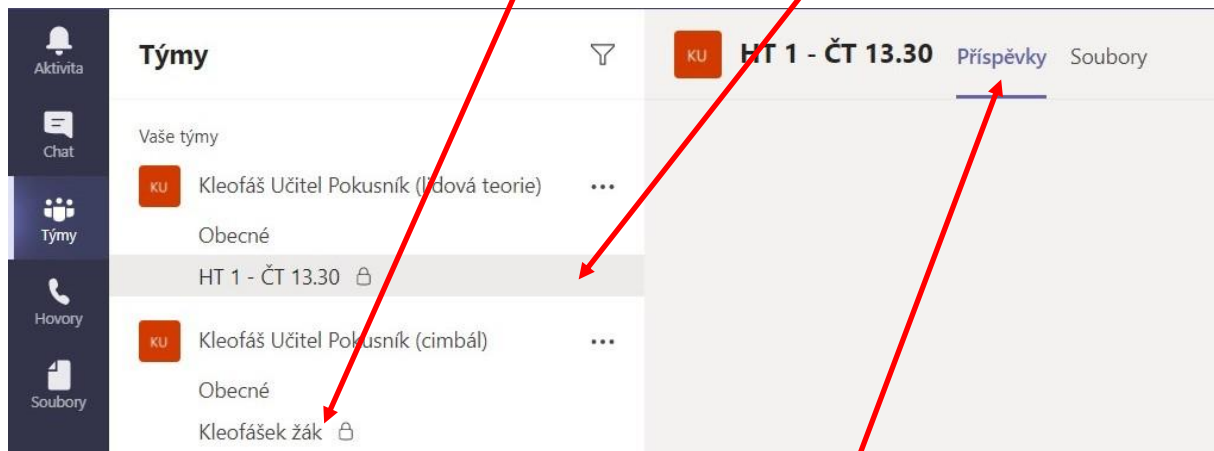 Aktivita
Chat
Týmy
Hovory
Soubory
Týmy
Vaše týmy
KU Kleofáš Učitel Pokusník (lidová teorie) ...
Obecné
HT 1 - ČT 13.30
KU Kleofáš Učitel Pokusník (cimbál) ...
Obecné
Kleofášek žák
KU HT 1 - ČT 13.30 Příspěvky Soubory